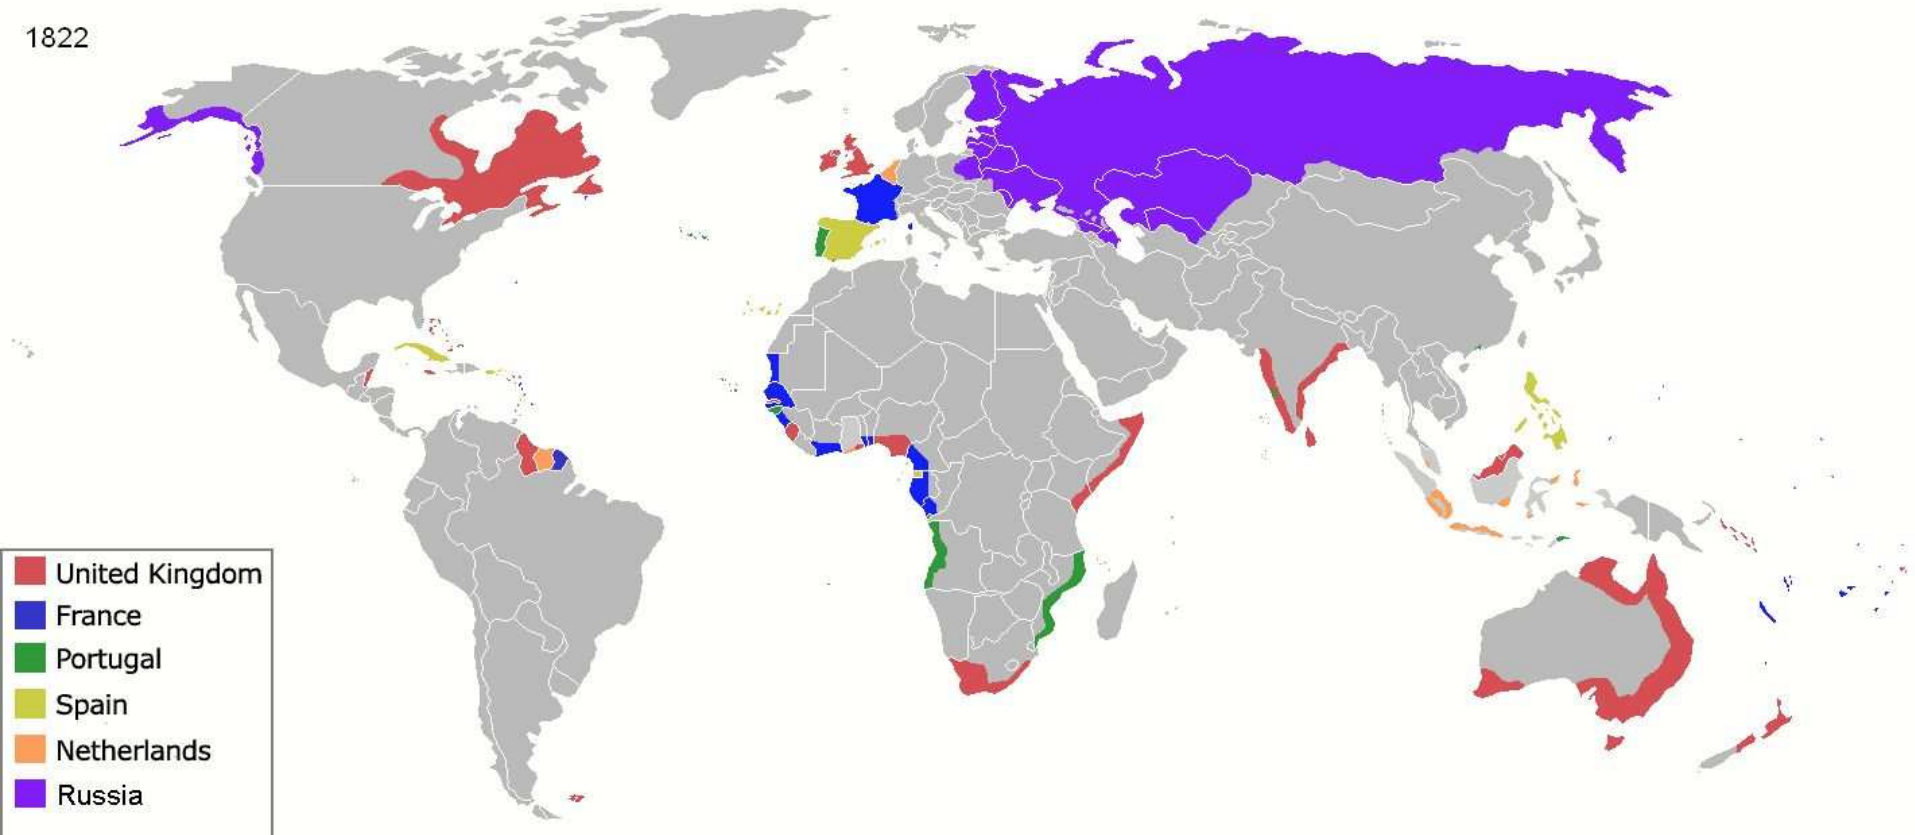 1822
United Kingdom
France
Portugal
Spain
Netherlands
Russia